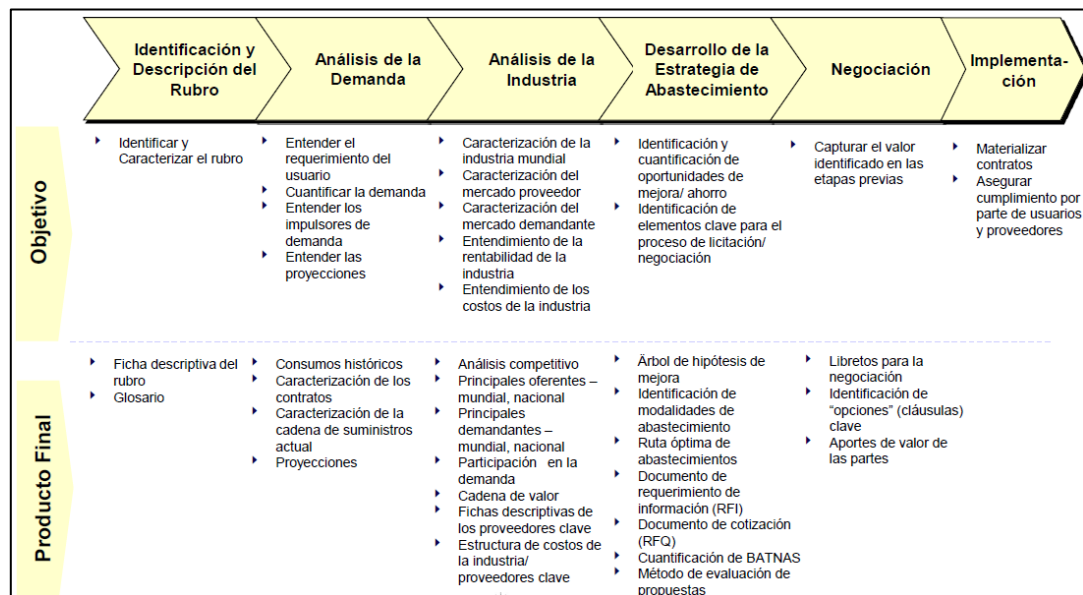 Identificación y
Descripción del
Rubro
Análisis de la
Demanda
Análisis de la
Industria
Desarrollo de la
Estrategia de
Abastecimiento
Negociación
Implementa-
ción
Objetivo
Identificar y
Caracterizar el rubro
Entender el
requerimiento del
usuario
Cuantificar la demanda
Entender los
impulsores de
demanda
Entender las
proyecciones
Caracterización de la
industria mundial
Caracterización del
mercado proveedor
Caracterización del
mercado demandante
Entendimiento de la
rentabilidad de la
industria
Entendimiento de los
costos de la industria
Identificación y
cuantificación de
oportunidades de
mejora/ ahorro
Identificación de
elementos clave para el
proceso de licitación/
negociación
Capturar el valor
identificado en las
etapas previas
Materializar
contratos
Asegurar
cumplimiento por
parte de usuarios
y proveedores
Producto Final
Ficha descriptiva del
rubro
Glosario
Consumos históricos
Caracterización de los
contratos
Caracterización de la
cadena de suministros
actual
Proyecciones
Análisis competitivo
Principales oferentes –
mundial, nacional
Principales
demandantes –
mundial, nacional
Participación en la
demanda
Cadena de valor
Fichas descriptivas de
los proveedores clave
Estructura de costos de
la industria/
proveedores clave
Ärbol de hipótesis de
mejora
Identificación de
modalidades de
abastecimiento
Ruta óptima de
abastecimientos
Documento de
requerimiento de
información (RFI)
Documento de cotización
(RFQ)
Cuantificación de BATNAS
Método de evaluación de
propuestas
Libretos para la
negociación
Identificación de
"opciones" (cláusulas)
clave
Aportes de valor de
las partes